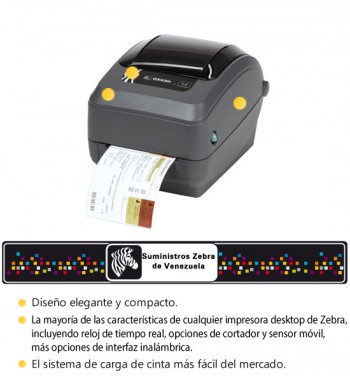 Suministros Zebra
de Venezuela
Diseño elegante y compacto.
La mayoría de las características de cualquier impresora desktop de Zebra,
incluyendo reloj de tiempo real, opciones de cortador y sensor móvil,
más opciones de interfaz inalámbrica.
El sistema de carga de cinta más fácil del mercado.